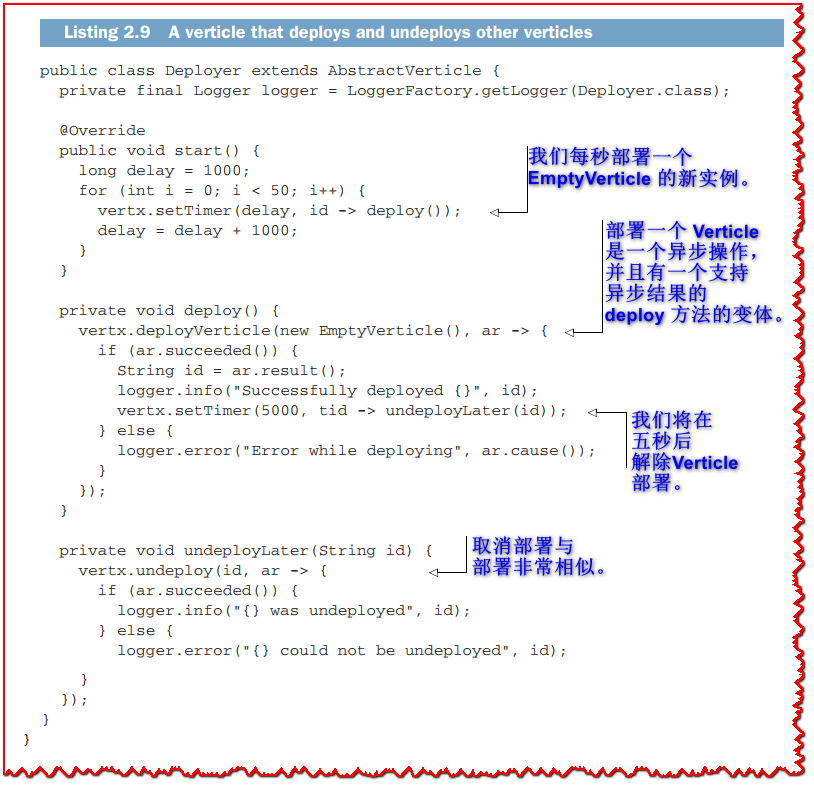 Listing 2.9 A verticle that deploys and undeploys other verticles
public class Deployer extends AbstractVerticle {
private final Logger logger = LoggerFactory.getLogger(Deployer.class);
@Override
public void start() {
long delay = 1000;
for (int i = 0; i < 50; i++) {
vertx.setTimer(delay, id -> deploy());
delay = delay + 1000;
}
}
我们每秒部署一个
EmptyVerticle 的新实例。
private void deploy() {
vertx.deployVerticle(new EmptyVerticle(), ar -> {
if (ar.succeeded()) {
String id = ar.result();
logger.info("Successfully deployed {}", id);
vertx.setTimer(5000, tid -> undeployLater(id));
} else {
logger.error("Error while deploying", ar.cause());
}
});
}
部署一个 Verticle
是一个异步操作，
并且有一个支持
异步结果的
deploy 方法的变体。
我们将在
五秒后
解除Verticle
部署。
private void undeployLater(String id) {
vertx.undeploy(id, ar -> {
if (ar.succeeded()) {
logger.info("{} was undeployed", id);
} else {
logger.error("{} could not be undeployed", id);
}
});
}
}
取消部署与
部署非常相似。